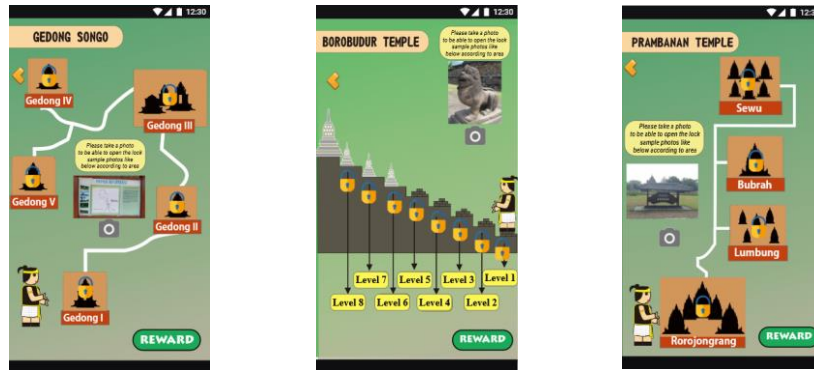 12:30
GEDONG SONGO
Gedong IV
Gedong III
Please take a photo
to be able to open the lock
sample photos like
below according to area
Gedong V
Gedong II
Gedong I
REWARD
12:30
BOROBUDUR TEMPLE
Please take a photo
to be able to open the lock
sample photos like
below according to area
Level 7
Level 5
Level 3
Level 1
Level 8
Level 6
Level 4
Level 2
REWARD
12:3
PRAMBANAN TEMPLE
Sewu
Please take a photo
to be able to open the lock
sample photos like
below according to area
Bubrah
Lumbung
Rorojongrang
REWARD